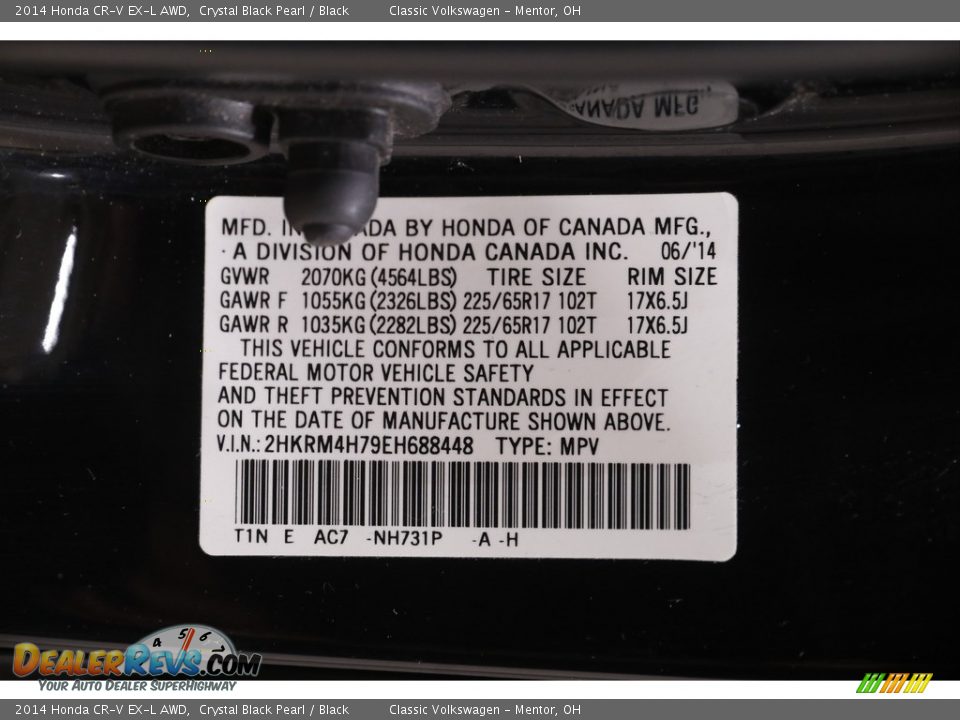 2014 Honda CR-V EX-L AWD,  Crystal Black Pearl / Black    Classic Volkswagen - Mentor, OH
ANADA MFG.,
MFD. IN CANADA BY HONDA OF CANADA MFG.,
A DIVISION OF HONDA CANADA INC.  06/'14
GVWR  2070KG (4564LBS)  TIRE SIZE  RIM SIZE
GAWR F  1055KG (2326LBS) 225/65R17 102T  17X6.5J
GAWR R  1035KG (2282LBS) 225/65R17 102T  17X6.5J
THIS VEHICLE CONFORMS TO ALL APPLICABLE
FEDERAL MOTOR VEHICLE SAFETY
AND THEFT PREVENTION STANDARDS IN EFFECT
ON THE DATE OF MANUFACTURE SHOWN ABOVE.
V.I.N.: 2HKRM4H79EH688448  TYPE: MPV
T1N  E  AC7  -NH731P  -A -H
4 5 6 7
DEALERREVS.COM
YOUR AUTO DEALER SUPERHIGHWAY
2014 Honda CR-V EX-L AWD,  Crystal Black Pearl / Black    Classic Volkswagen - Mentor, OH